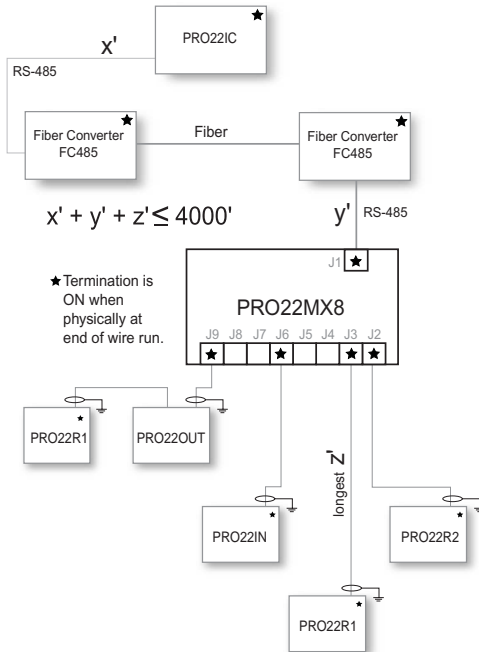 x'
PRO22IC
RS-485
Fiber Converter
FC485
Fiber
Fiber Converter
FC485
x' + y' + z' ≤ 4000'
y'
RS-485
★ Termination is
ON when
physically at
end of wire run.
J1
★
PRO22MX8
J9 J8 J7 J6 J5 J4 J3 J2
PRO22R1
PRO22OUT
longest z'
PRO22IN
PRO22R2
PRO22R1